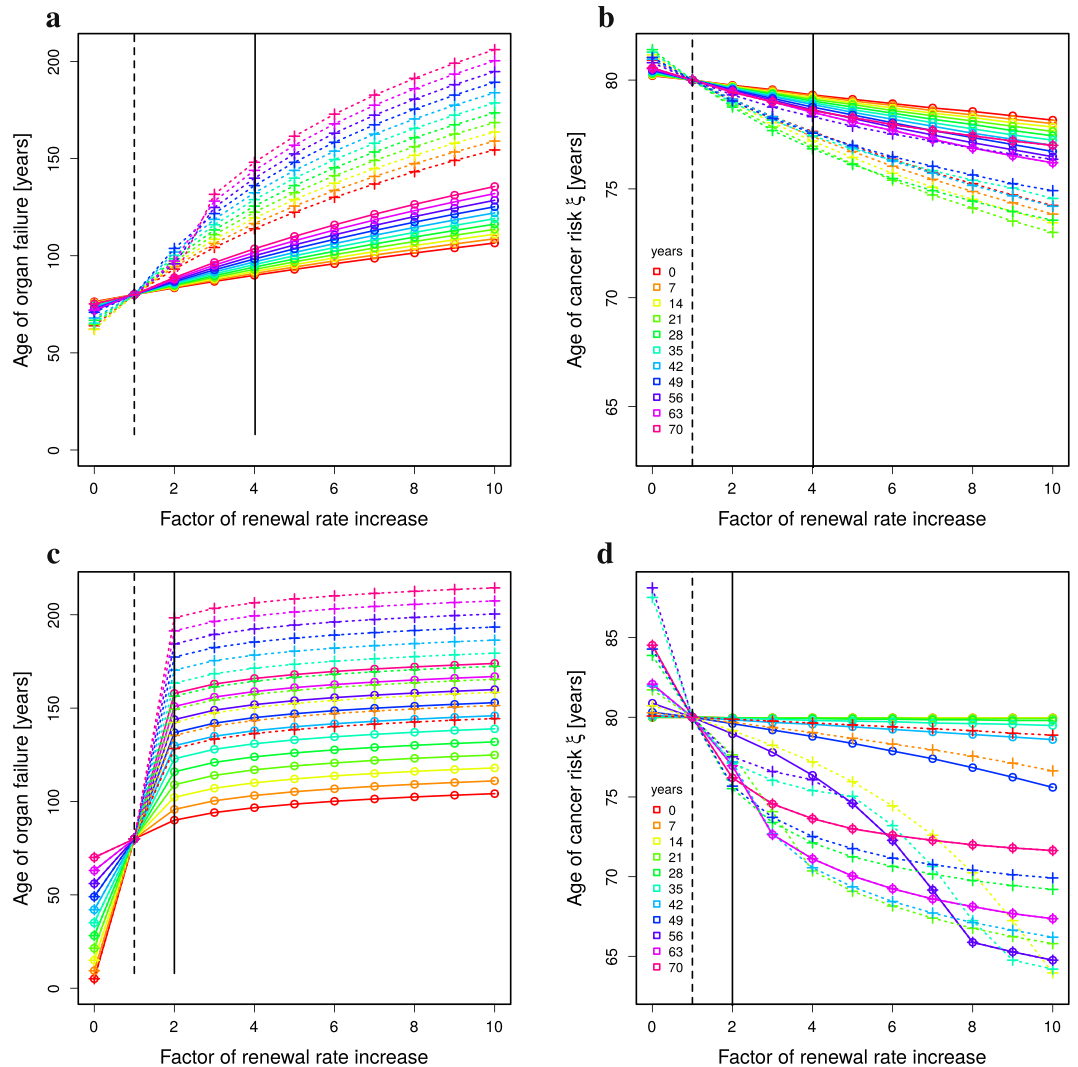 a
Age of organ failure [years]
200
150
100
50
0
0 2 4 6 8 10
Factor of renewal rate increase
b
Age of cancer risk ξ [years]
80
75
70
65
years
0
7
14
21
28
35
42
49
56
63
70
0 2 4 6 8 10
Factor of renewal rate increase
c
Age of organ failure [years]
200
150
100
50
0
0 2 4 6 8 10
Factor of renewal rate increase
d
Age of cancer risk ξ [years]
85
80
75
70
65
years
0
7
14
21
28
35
42
49
56
63
70
0 2 4 6 8 10
Factor of renewal rate increase